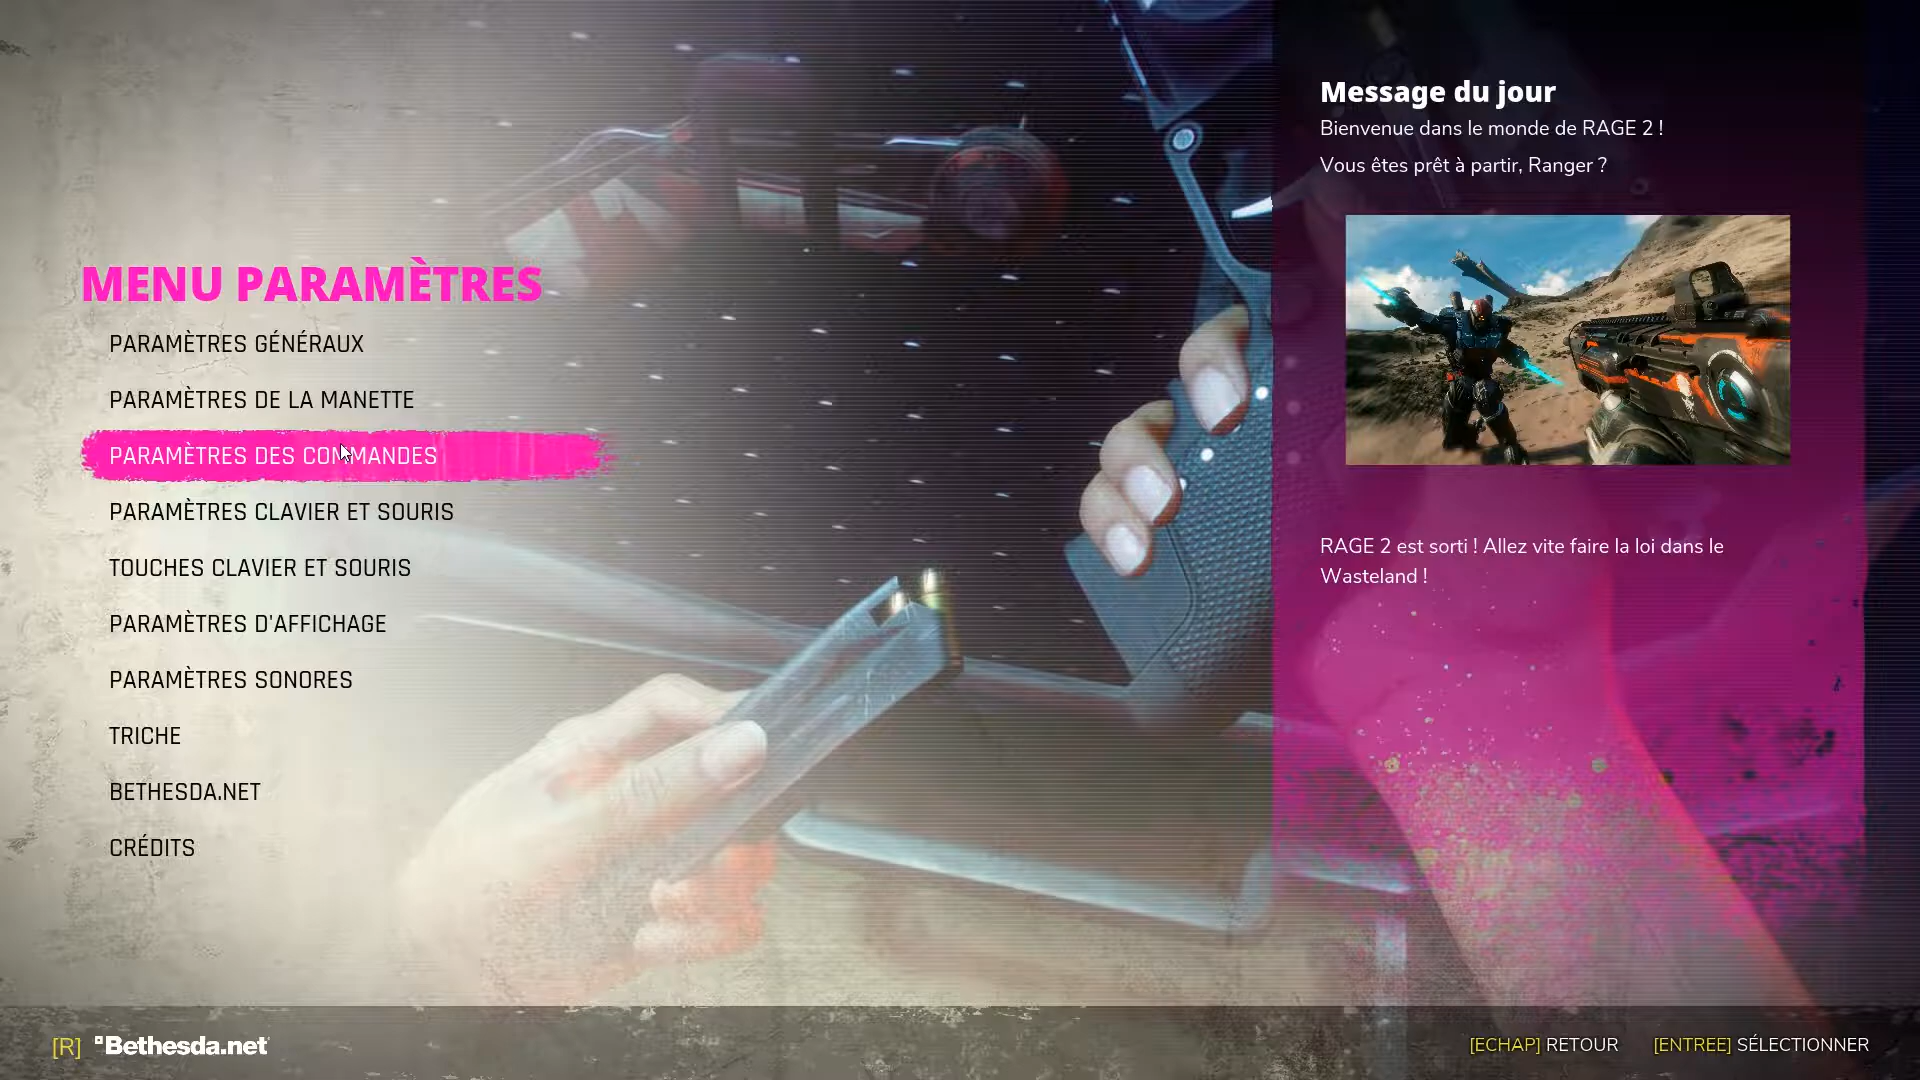 MENU PARAMÈTRES
PARAMÈTRES GÉNÉRAUX
PARAMÈTRES DE LA MANETTE
PARAMÈTRES DES COMMANDES
PARAMÈTRES CLAVIER ET SOURIS
TOUCHES CLAVIER ET SOURIS
PARAMÈTRES D'AFFICHAGE
PARAMÈTRES SONORES
TRICHE
BETHESDA.NET
CRÉDITS
Message du jour
Bienvenue dans le monde de RAGE 2 !
Vous êtes prêt à partir, Ranger ?
RAGE 2 est sorti ! Allez vite faire la loi dans le
Wasteland !
[R] Bethesda.net
[ECHAP] RETOUR [ENTREE] SÉLECTIONNER